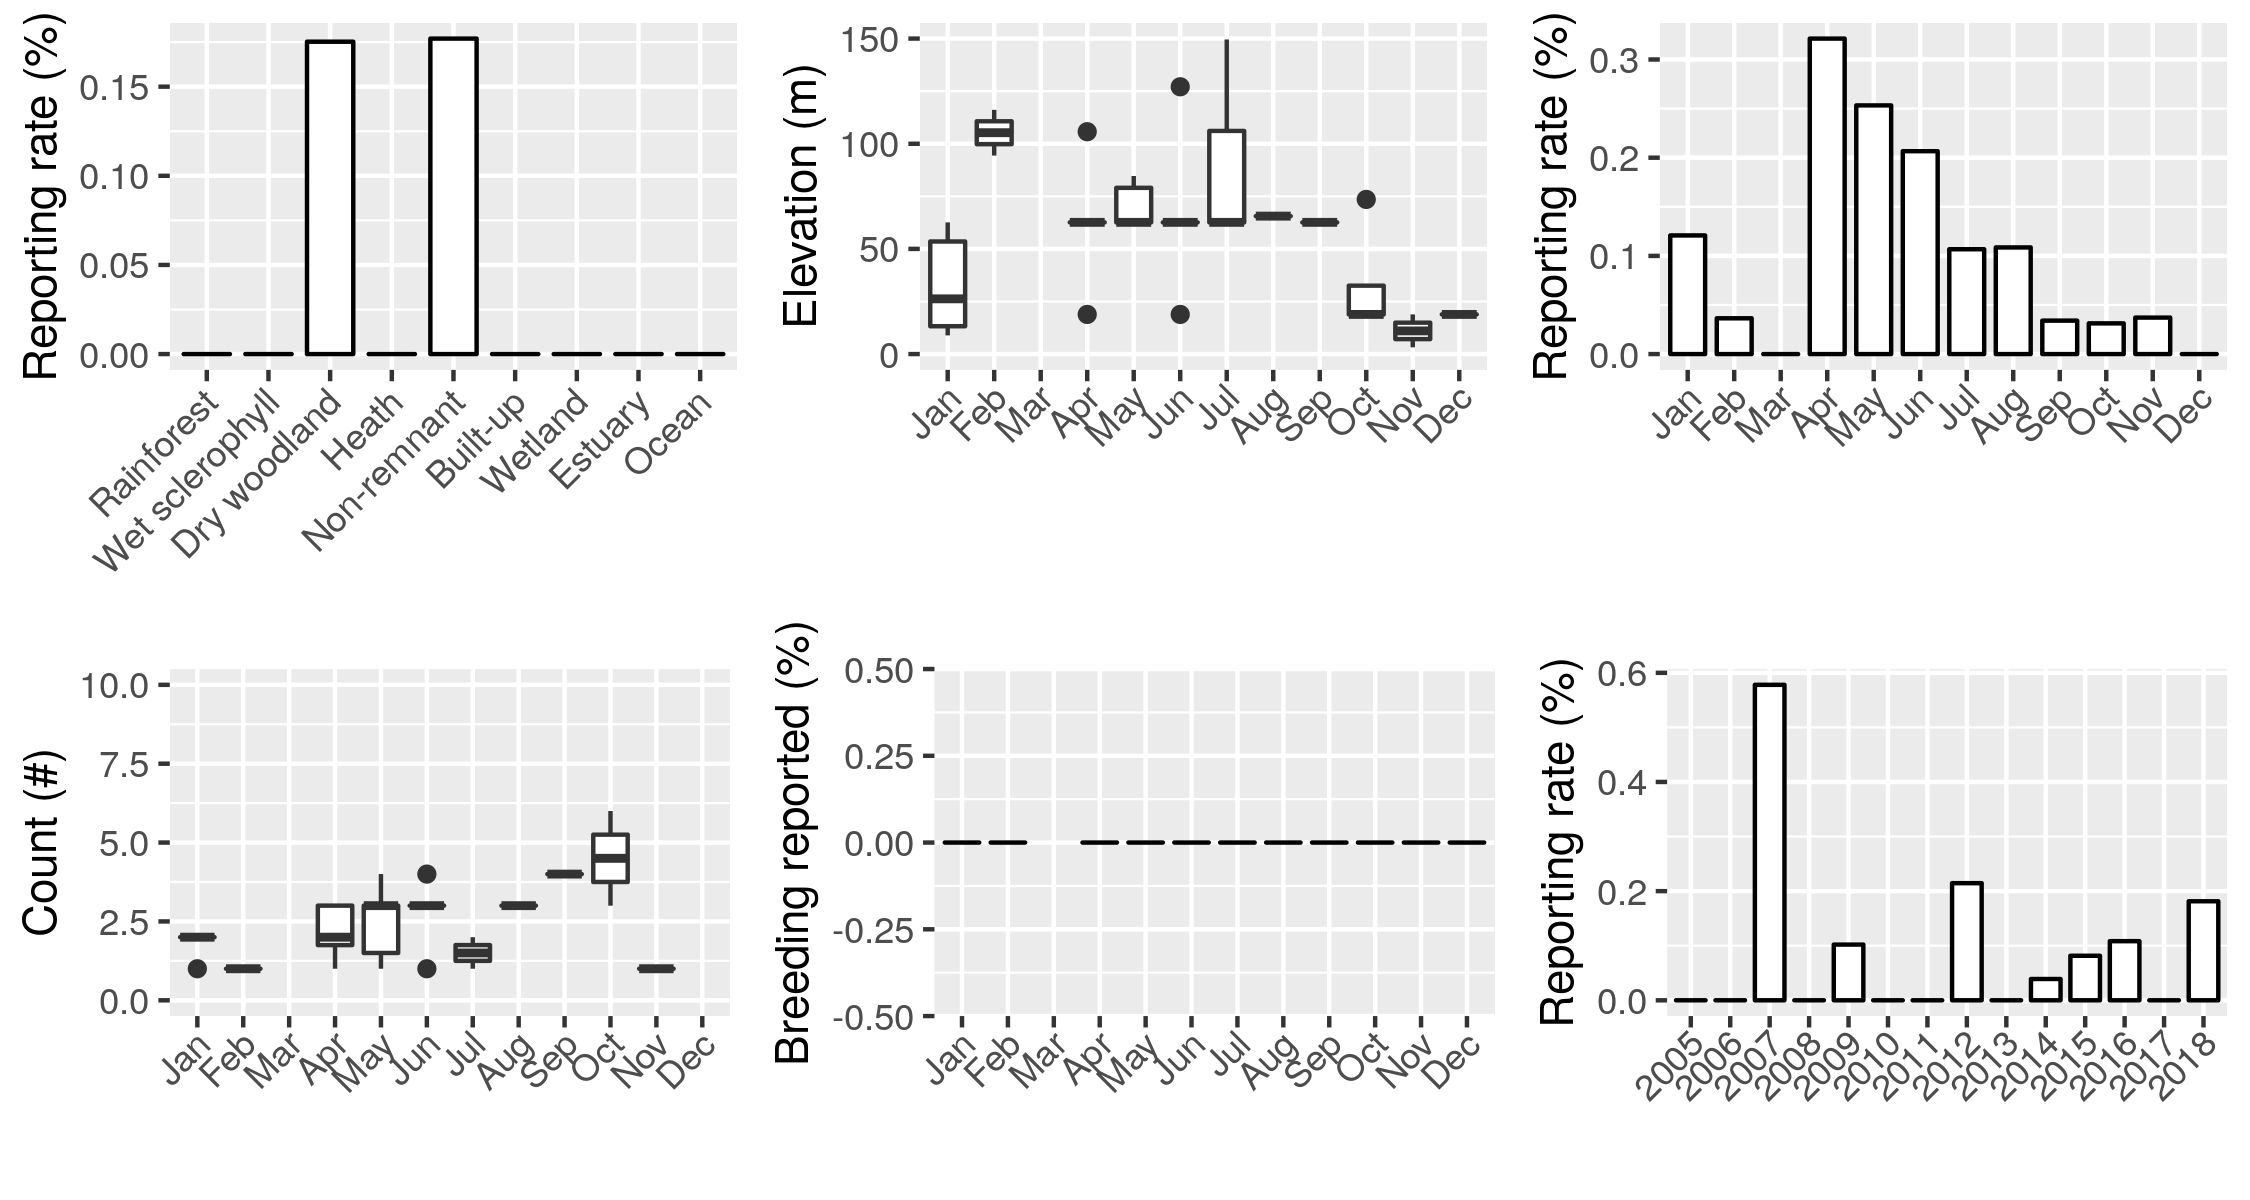 Reporting rate (%)
0.15
0.10
0.05
0.00
Rainforest
Wet sclerophyll
Dry woodland
Heath
Non-remnant
Built-up
Wetland
Estuary
Ocean
Elevation (m)
150
100
50
0
Jan
Feb
Mar
Apr
May
Jun
Jul
Aug
Sep
Oct
Nov
Dec
Reporting rate (%)
0.3
0.2
0.1
0.0
Jan
Feb
Mar
Apr
May
Jun
Jul
Aug
Sep
Oct
Nov
Dec
Count (#)
10.0
7.5
5.0
2.5
0.0
Jan
Feb
Mar
Apr
May
Jun
Jul
Aug
Sep
Oct
Nov
Dec
Breeding reported (%)
0.50
0.25
0.00
-0.25
-0.50
Jan
Feb
Mar
Apr
May
Jun
Jul
Aug
Sep
Oct
Nov
Dec
Reporting rate (%)
0.6
0.4
0.2
0.0
2005
2006
2007
2008
2009
2010
2011
2012
2013
2014
2015
2016
2017
2018